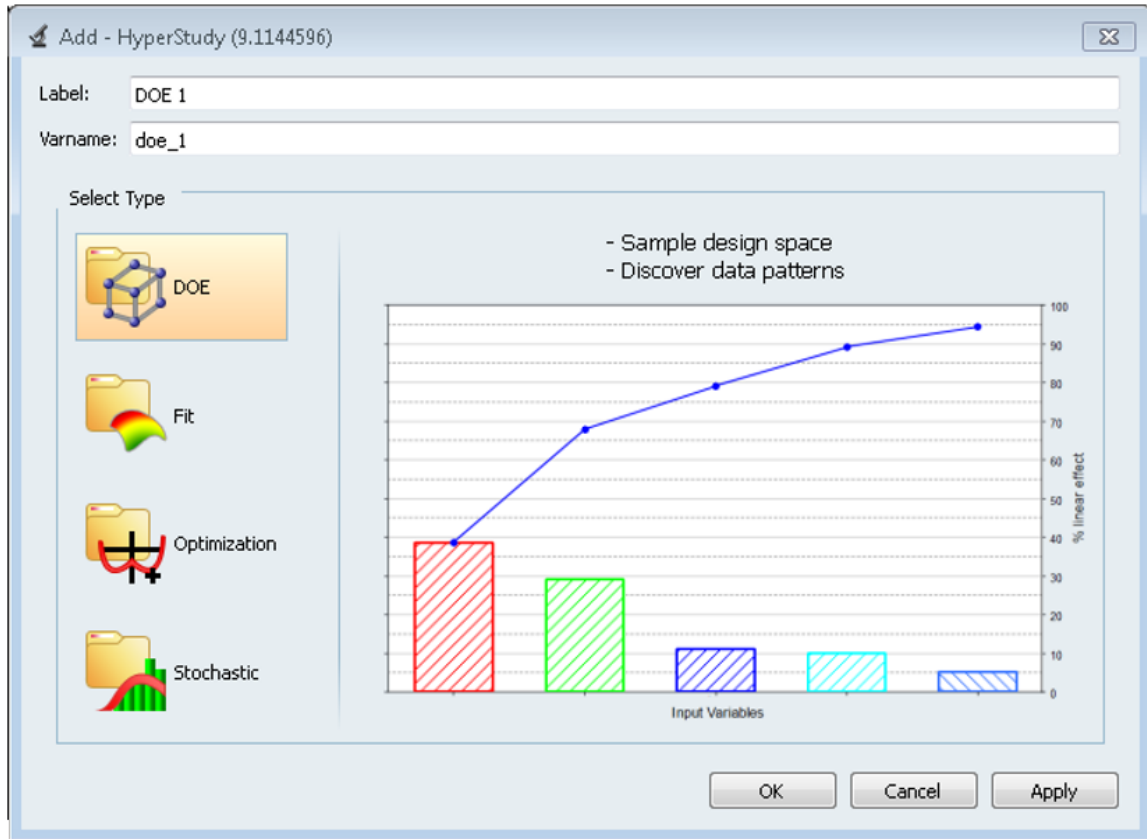 Add - HyperStudy (9.1144596)
Label: DOE 1
Varname: doe_1
Select Type
DOE
Fit
Optimization
Stochastic
- Sample design space
- Discover data patterns
100
90
80
70
60
50
40
30
20
10
0
% linear effect
Input Variables
OK Cancel Apply